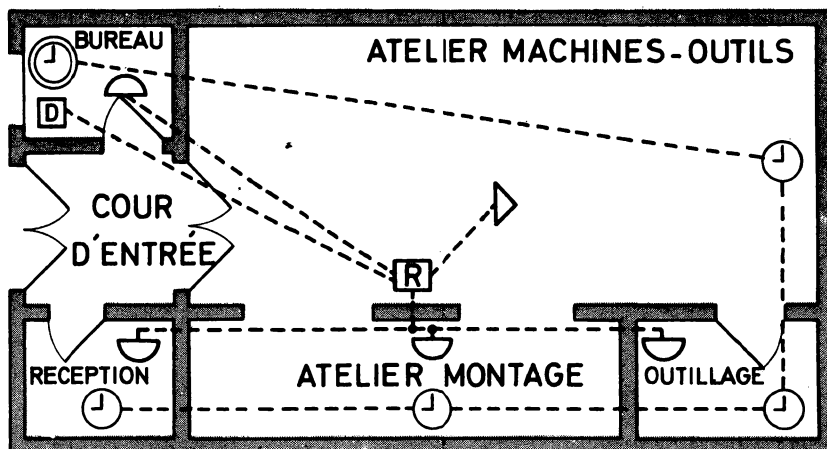 BUREAU
ATELIER MACHINES-OUTILS
D
COUR
D'ENTRÉE
R
RECEPTION
ATELIER MONTAGE
OUTILLAGE